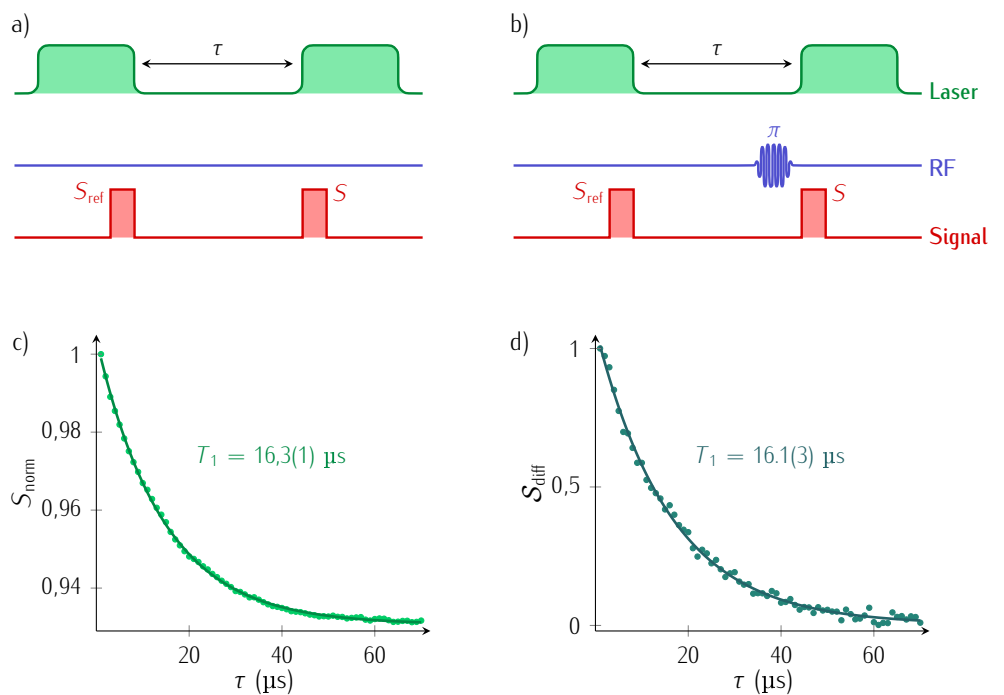 a)
τ
b)
τ
Laser
π
RF
S_ref
S
S_ref
S
Signal
c)
1
0,98
0,96
0,94
S_norm
T_1 = 16,3(1) µs
20
40
60
τ (µs)
d)
1
0,5
0
S_diff
T_1 = 16.1(3) µs
20
40
60
τ (µs)